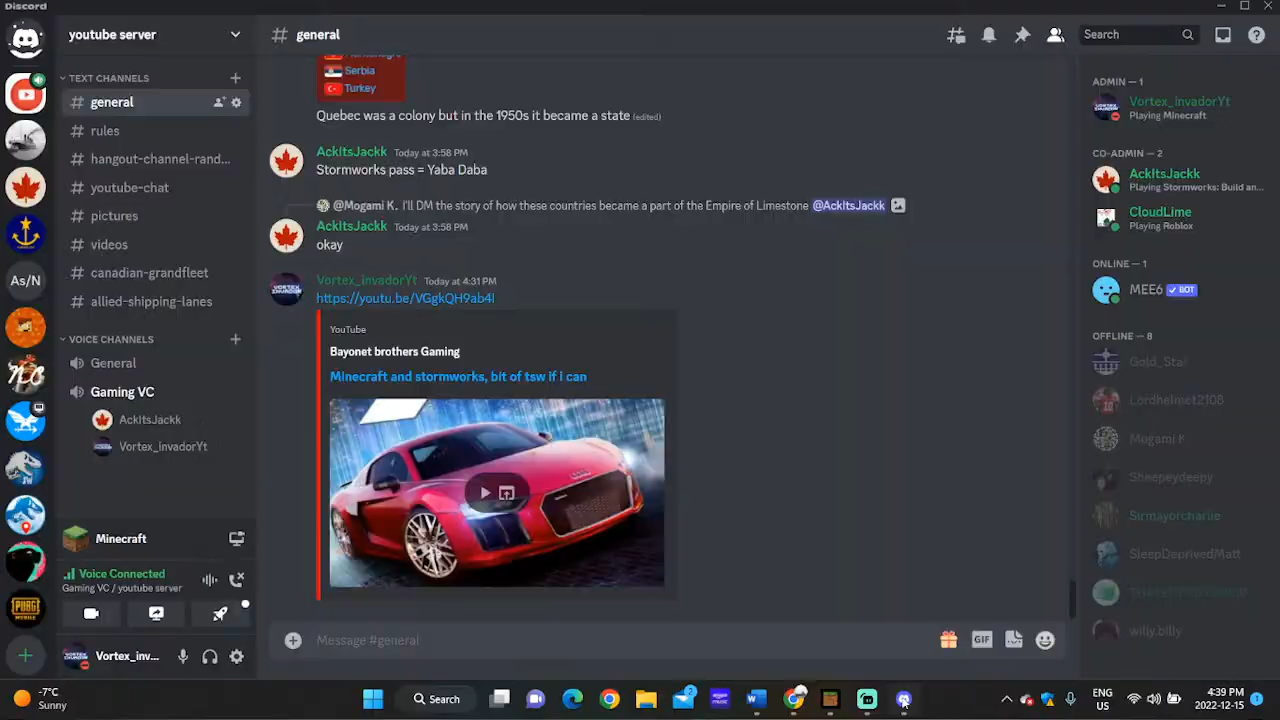 Discord
youtube server
# general
Search
TEXT CHANNELS
# general
# rules
# hangout-channel-rand...
# youtube-chat
# pictures
# videos
# canadian-grandfleet
# allied-shipping-lanes
VOICE CHANNELS
General
Gaming VC
AckItsJackk
Vortex_invadorYt
Minecraft
Voice Connected
Gaming VC / youtube server
Vortex_inv...
As/N
Serbia
Turkey
Quebec was a colony but in the 1950s it became a state (edited)
AckItsJackk Today at 3:58 PM
Stormworks pass = Yaba Daba
@Mogami K. I'll DM the story of how these countries became a part of the Empire of Limestone @AckItsJackk
AckItsJackk Today at 3:58 PM
okay
Vortex_invadorYt Today at 4:31 PM
https://youtu.be/VGgkQH9ab4I
YouTube
Bayonet brothers Gaming
Minecraft and stormworks, bit of tsw if i can
Message #general
GIF
ADMIN — 1
Vortex_invadorYt
Playing Minecraft
CO-ADMIN — 2
AckItsJackk
Playing Stormworks: Build an...
CloudLime
Playing Roblox
ONLINE — 1
MEE6 ✓ BOT
OFFLINE — 8
Gold_Star
Lordhelmet2108
Mogami K
Sheepeydeepy
Sirmayorcharlie
SleepDeprivedMatt
willy.billy
-7°C
Sunny
Search
2
ENG
US
4:39 PM
2022-12-15
1